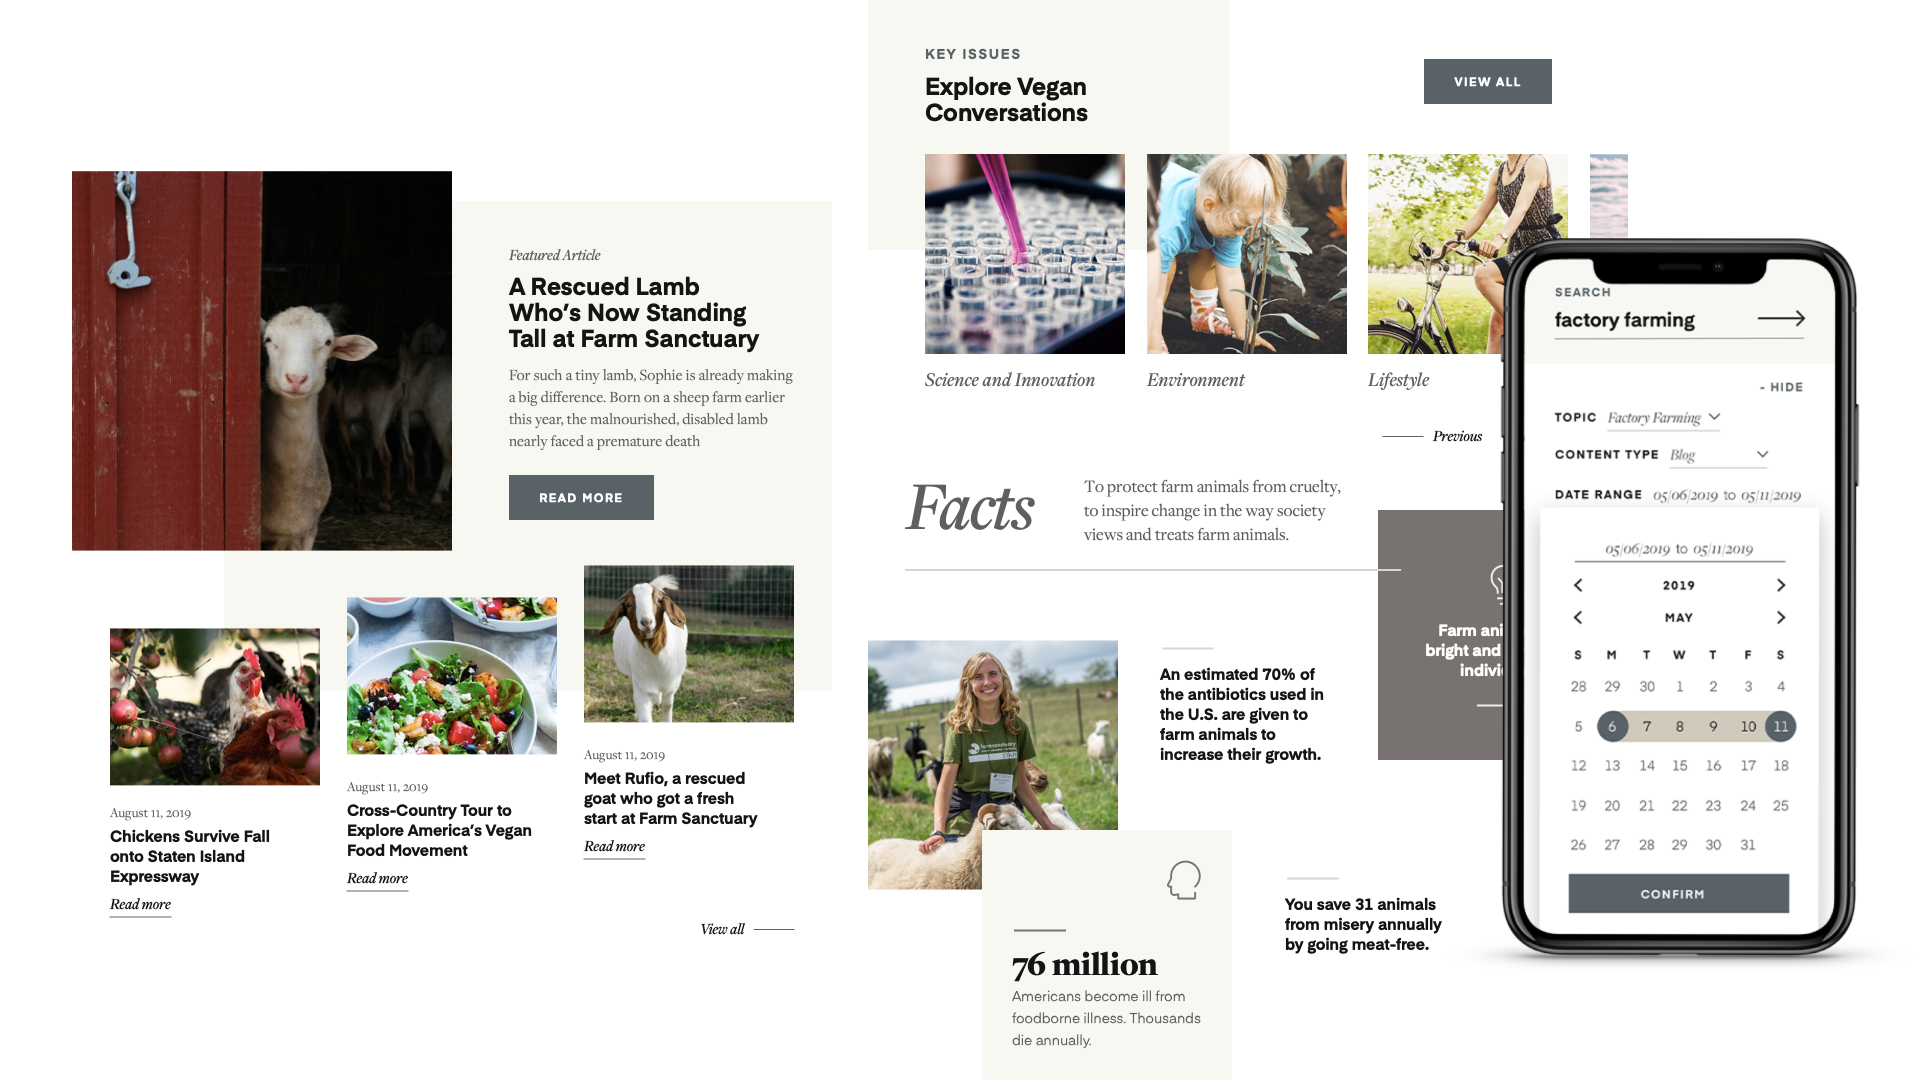 Featured Article
A Rescued Lamb
Who's Now Standing
Tall at Farm Sanctuary
For such a tiny lamb, Sophie is already making
a big difference. Born on a sheep farm earlier
this year, the malnourished, disabled lamb
nearly faced a premature death
READ MORE
August 11, 2019
Chickens Survive Fall
onto Staten Island
Expressway
Read more
August 11, 2019
Cross-Country Tour to
Explore America's Vegan
Food Movement
Read more
August 11, 2019
Meet Rufio, a rescued
goat who got a fresh
start at Farm Sanctuary
Read more
View all
KEY ISSUES
Explore Vegan
Conversations
VIEW ALL
Science and Innovation
Environment
Lifestyle
Previous
Facts
To protect farm animals from cruelty,
to inspire change in the way society
views and treats farm animals.
An estimated 70% of
the antibiotics used in
the U.S. are given to
farm animals to
increase their growth.
Farm ani
bright and
indivi
farmsanctuary
76 million
Americans become ill from
foodborne illness. Thousands
die annually.
You save 31 animals
from misery annually
by going meat-free.
SEARCH
factory farming
- HIDE
TOPIC Factory Farming
CONTENT TYPE Blog
DATE RANGE 05/06/2019 to 05/11/2019
05/06/2019 to 05/11/2019
2019
MAY
S M T W T F S
28 29 30 1 2 3 4
5 6 7 8 9 10 11
12 13 14 15 16 17 18
19 20 21 22 23 24 25
26 27 28 29 30 31
CONFIRM